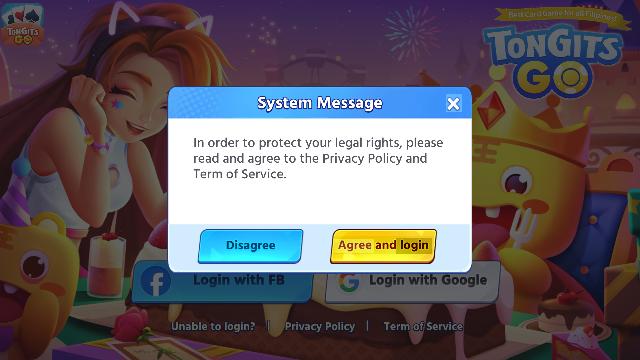 TONGITS
GO
Best Card Game for all Filipinos!
TONGITS
GO
System Message
In order to protect your legal rights, please
read and agree to the Privacy Policy and
Term of Service.
Disagree
Agree and login
Login with FB
Login with Google
Unable to login? | Privacy Policy | Term of Service